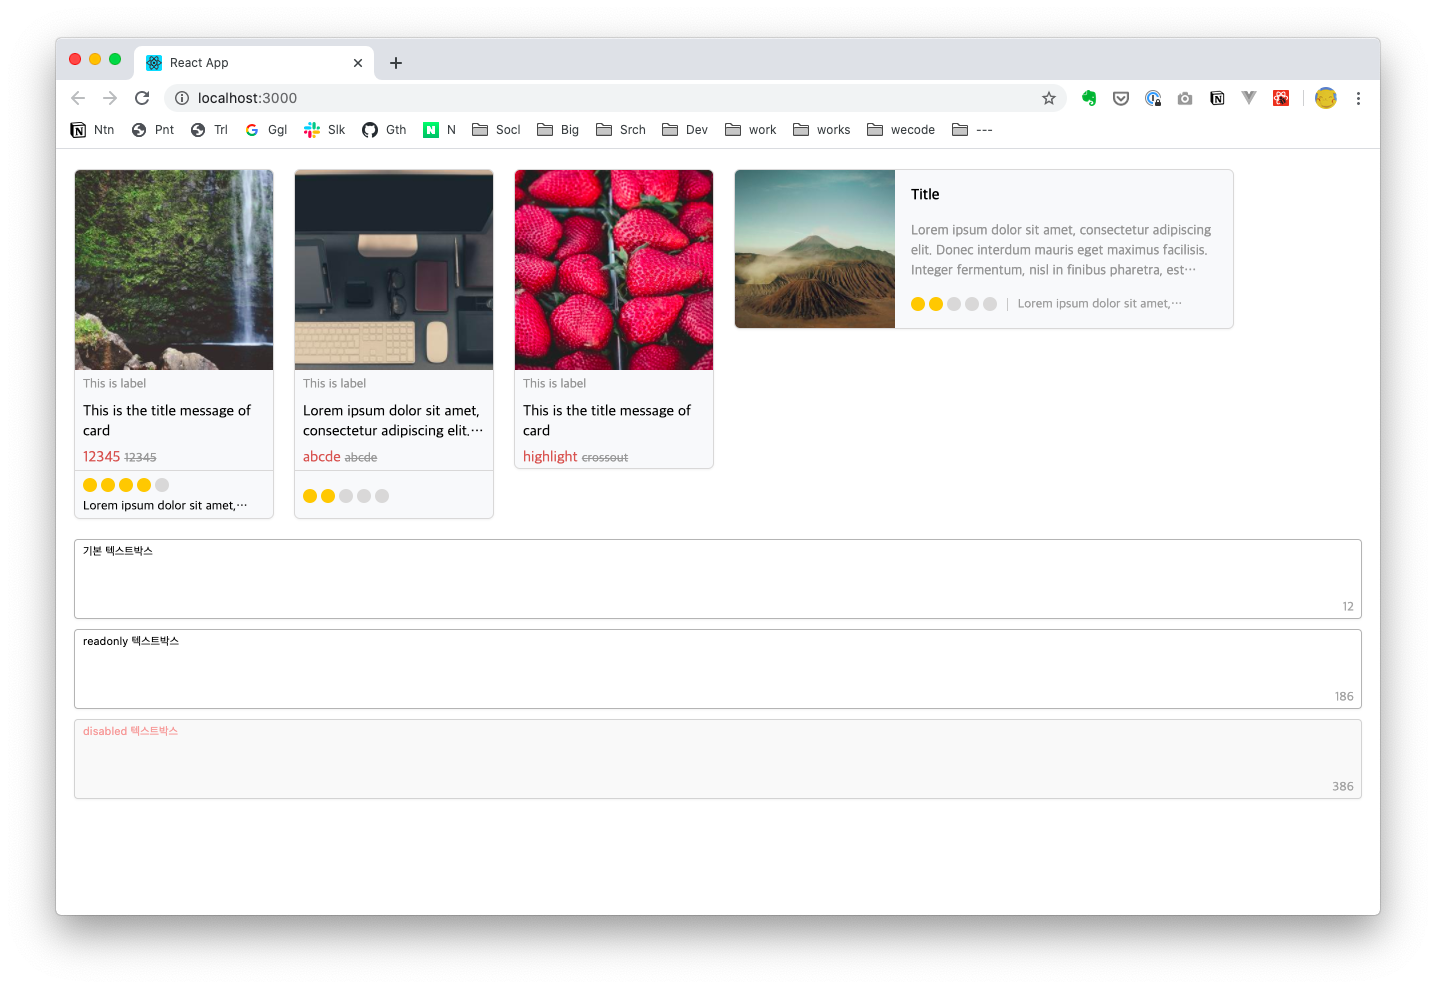 React App
localhost:3000
Ntn Pnt Trl Ggl Slk Gth N Socl Big Srch Dev work works wecode ---
This is label
This is the title message of
card
12345 12345
Lorem ipsum dolor sit amet,…
This is label
Lorem ipsum dolor sit amet,
consectetur adipiscing elit.…
abcde abcde
This is label
This is the title message of
card
highlight crossout
Title
Lorem ipsum dolor sit amet, consectetur adipiscing
elit. Donec interdum mauris eget maximus facilisis.
Integer fermentum, nisl in finibus pharetra, est…
Lorem ipsum dolor sit amet,…
기본 텍스트박스
12
readonly 텍스트박스
186
disabled 텍스트박스
386